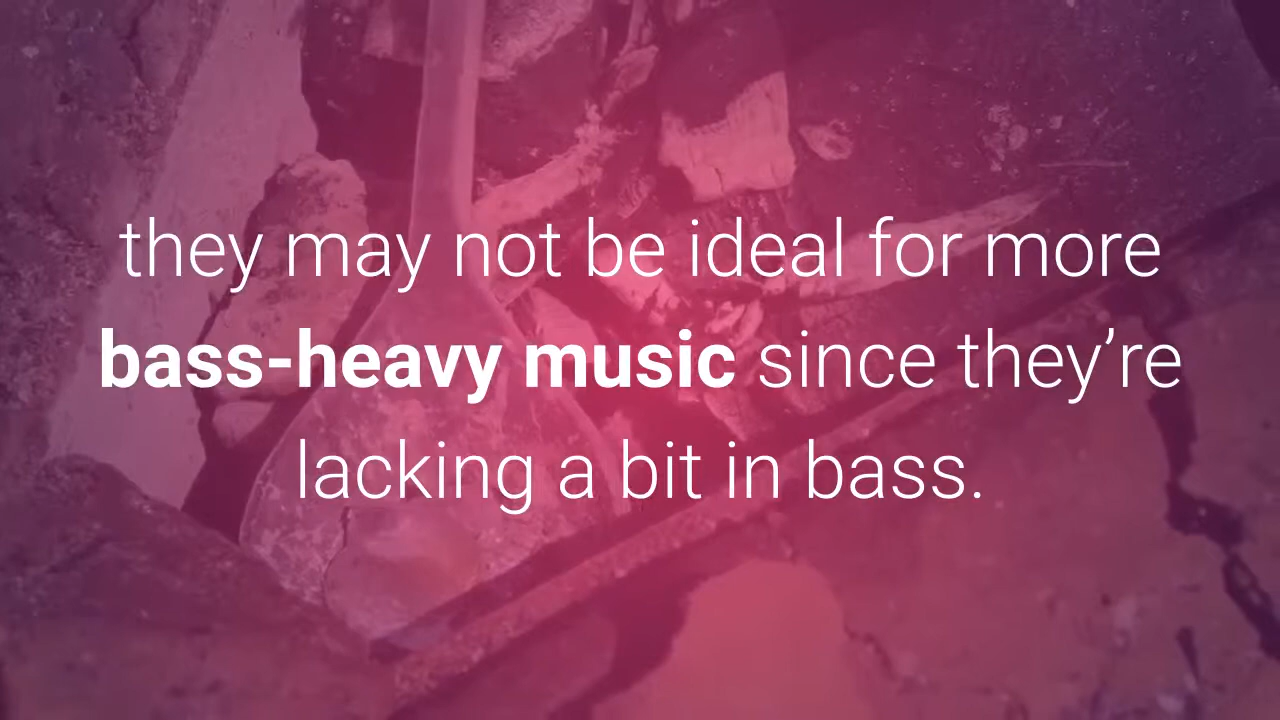 they may not be ideal for more
bass-heavy music since they’re
lacking a bit in bass.